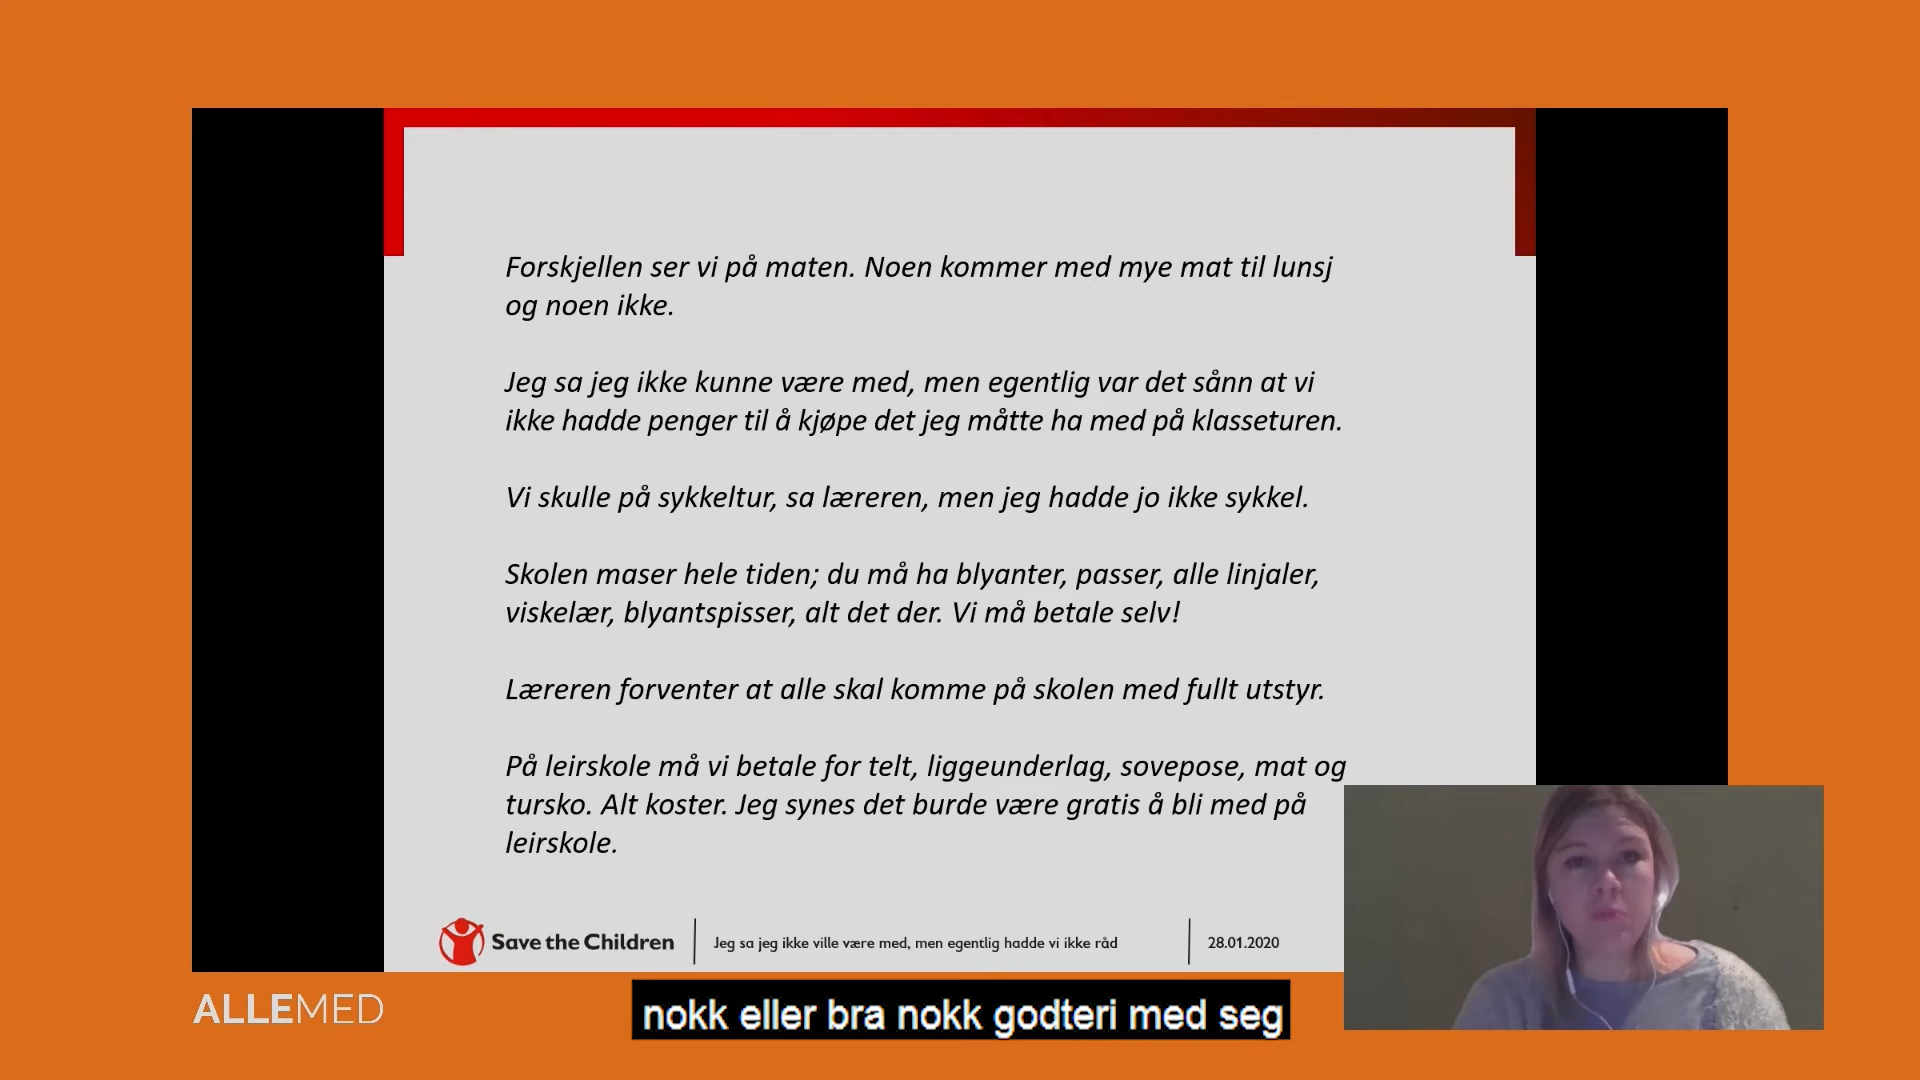 Forskjellen ser vi på maten. Noen kommer med mye mat til lunsj
og noen ikke.
Jeg sa jeg ikke kunne være med, men egentlig var det sånn at vi
ikke hadde penger til å kjøpe det jeg måtte ha med på klasseturen.
Vi skulle på sykkeltur, sa læreren, men jeg hadde jo ikke sykkel.
Skolen maser hele tiden; du må ha blyanter, passer, alle linjaler,
viskelær, blyantspisser, alt det der. Vi må betale selv!
Læreren forventer at alle skal komme på skolen med fullt utstyr.
På leirskole må vi betale for telt, liggeunderlag, sovepose, mat og
tursko. Alt koster. Jeg synes det burde være gratis å bli med på
leirskole.
Save the Children
Jeg sa jeg ikke ville være med, men egentlig hadde vi ikke råd
28.01.2020
ALLEMED
nokk eller bra nokk godteri med seg